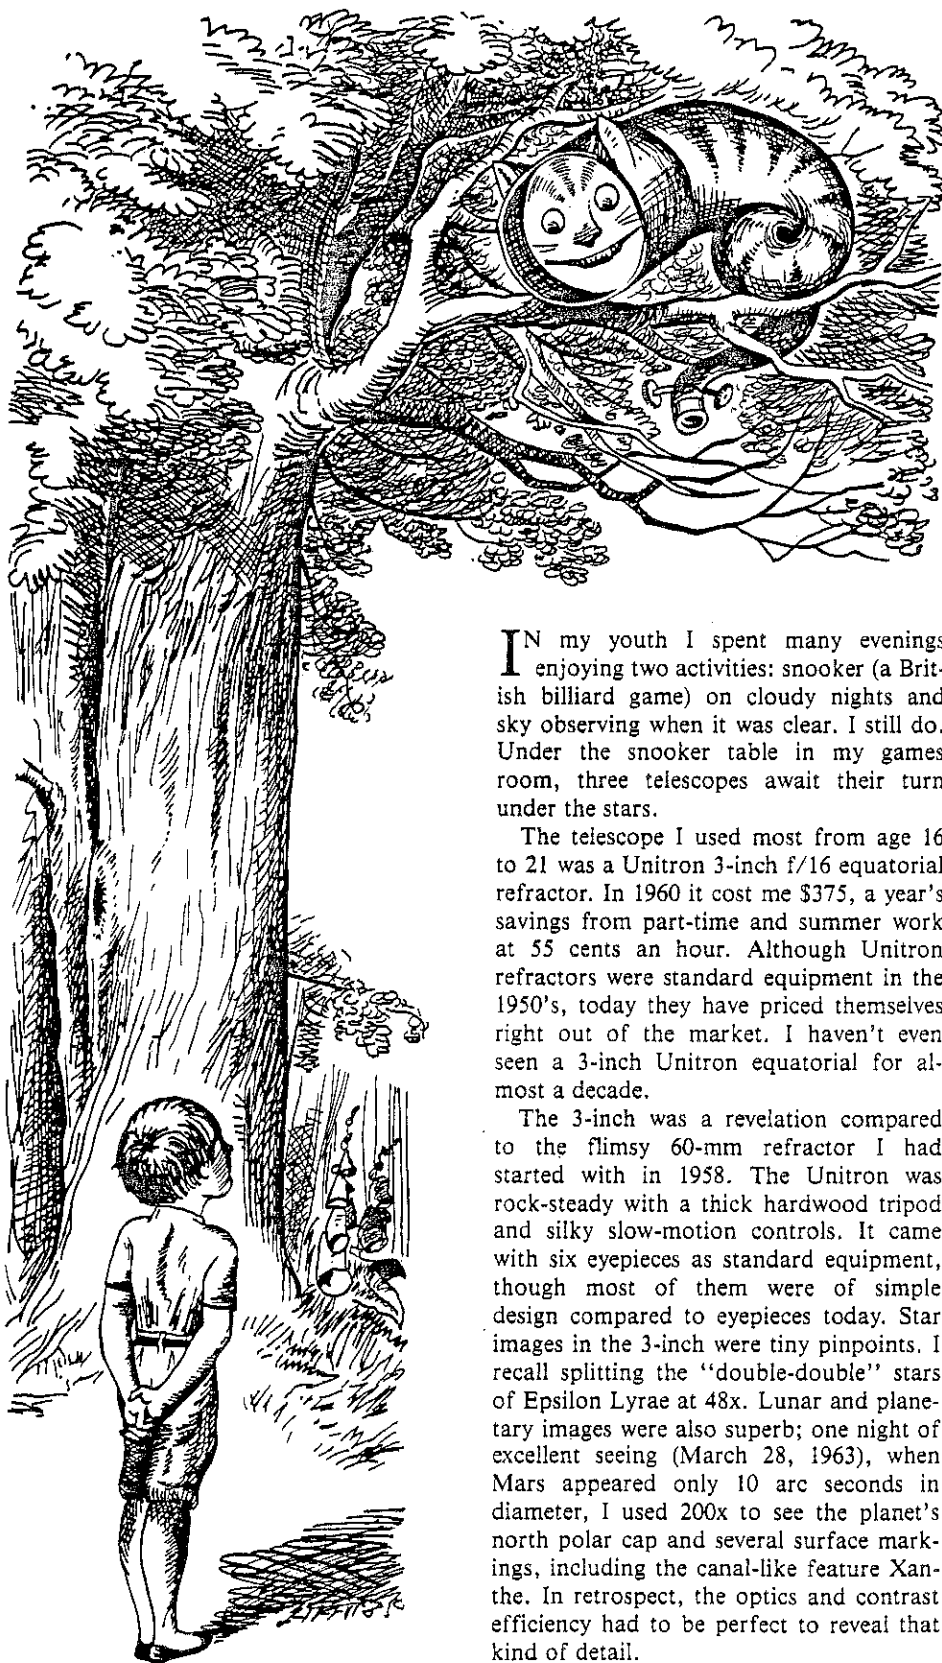 IN my youth I spent many evenings
enjoying two activities: snooker (a Brit-
ish billiard game) on cloudy nights and
sky observing when it was clear. I still do.
Under the snooker table in my games
room, three telescopes await their turn
under the stars.
The telescope I used most from age 16
to 21 was a Unitron 3-inch f/16 equatorial
refractor. In 1960 it cost me $375, a year's
savings from part-time and summer work
at 55 cents an hour. Although Unitron
refractors were standard equipment in the
1950's, today they have priced themselves
right out of the market. I haven't even
seen a 3-inch Unitron equatorial for al-
most a decade.
The 3-inch was a revelation compared
to the flimsy 60-mm refractor I had
started with in 1958. The Unitron was
rock-steady with a thick hardwood tripod
and silky slow-motion controls. It came
with six eyepieces as standard equipment,
though most of them were of simple
design compared to eyepieces today. Star
images in the 3-inch were tiny pinpoints. I
recall splitting the "double-double" stars
of Epsilon Lyrae at 48x. Lunar and plane-
tary images were also superb; one night of
excellent seeing (March 28, 1963), when
Mars appeared only 10 arc seconds in
diameter, I used 200x to see the planet's
north polar cap and several surface mark-
ings, including the canal-like feature Xan-
the. In retrospect, the optics and contrast
efficiency had to be perfect to reveal that
kind of detail.